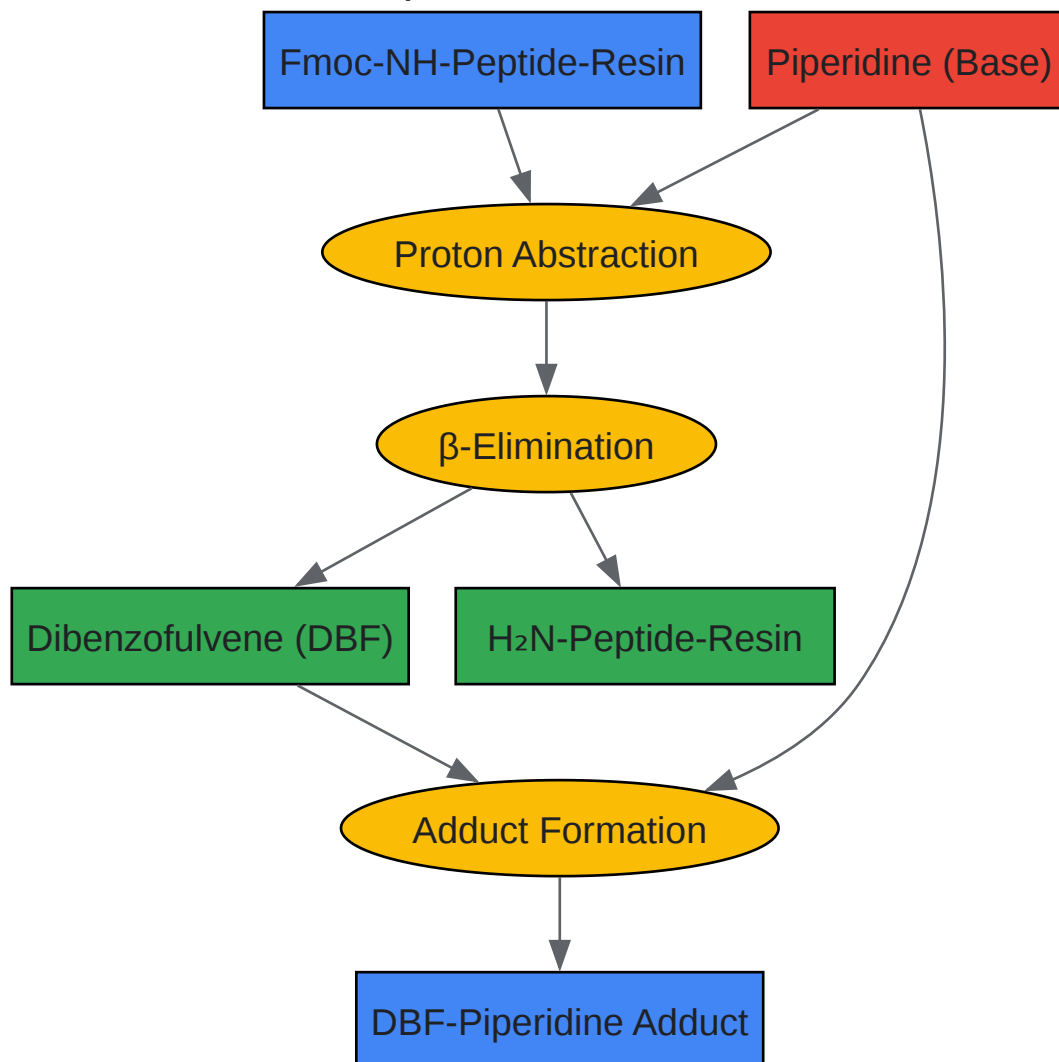 Fmoc-NH-Peptide-Resin
Piperidine (Base)
Proton Abstraction
β-Elimination
Dibenzofulvene (DBF)
H₂N-Peptide-Resin
Adduct Formation
DBF-Piperidine Adduct